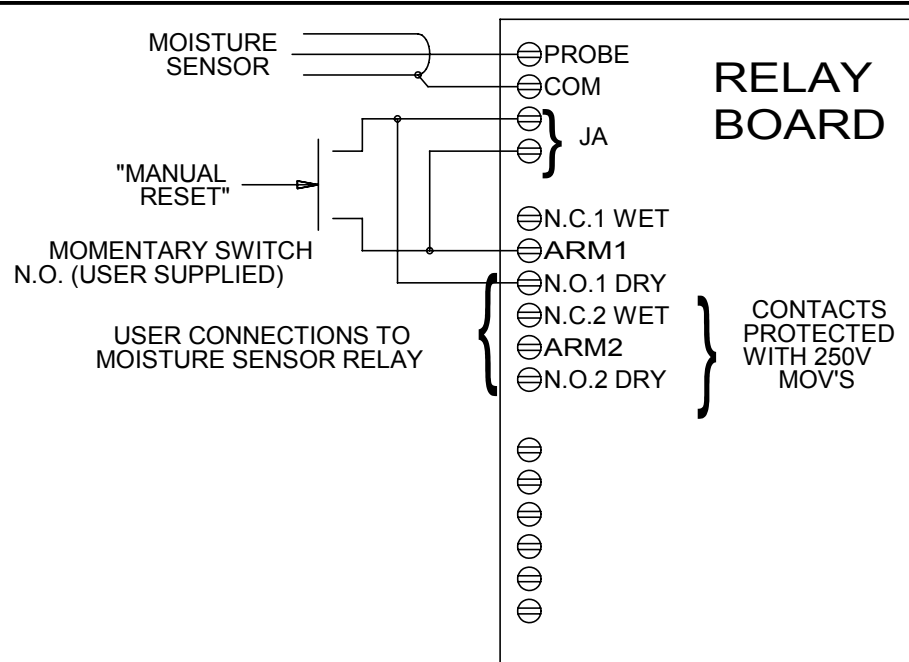 MOISTURE
SENSOR
PROBE
COM
JA
RELAY
BOARD
"MANUAL
RESET"
MOMENTARY SWITCH
N.O. (USER SUPPLIED)
N.C.1 WET
ARM1
N.O.1 DRY
N.C.2 WET
ARM2
N.O.2 DRY
USER CONNECTIONS TO
MOISTURE SENSOR RELAY
CONTACTS
PROTECTED
WITH 250V
MOV'S